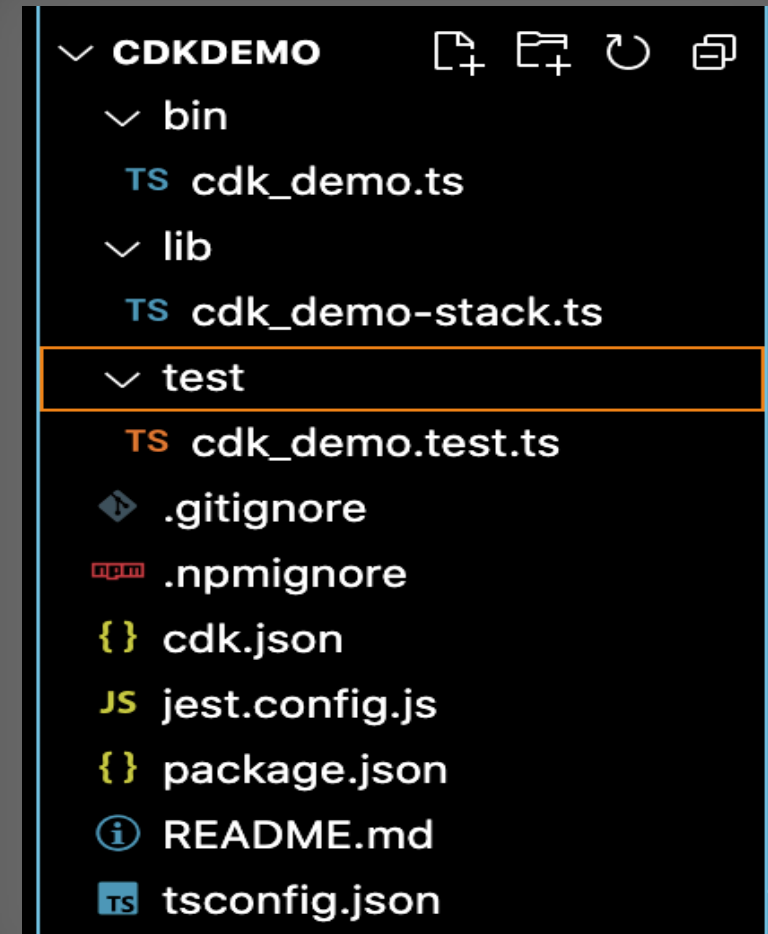 CDKDEMO
bin
TS cdk_demo.ts
lib
TS cdk_demo-stack.ts
test
TS cdk_demo.test.ts
.gitignore
npm .npmignore
{} cdk.json
JS jest.config.js
{} package.json
i README.md
TS tsconfig.json